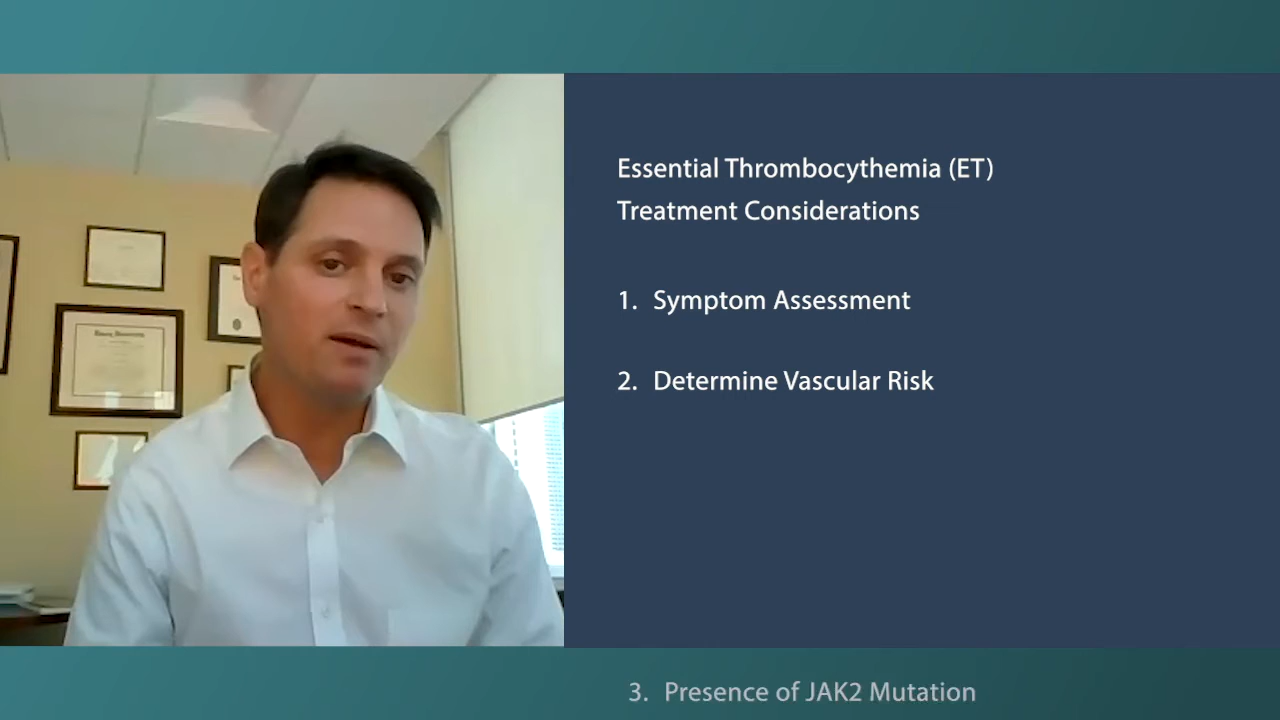 Essential Thrombocythemia (ET)
Treatment Considerations
1. Symptom Assessment
2. Determine Vascular Risk
3. Presence of JAK2 Mutation